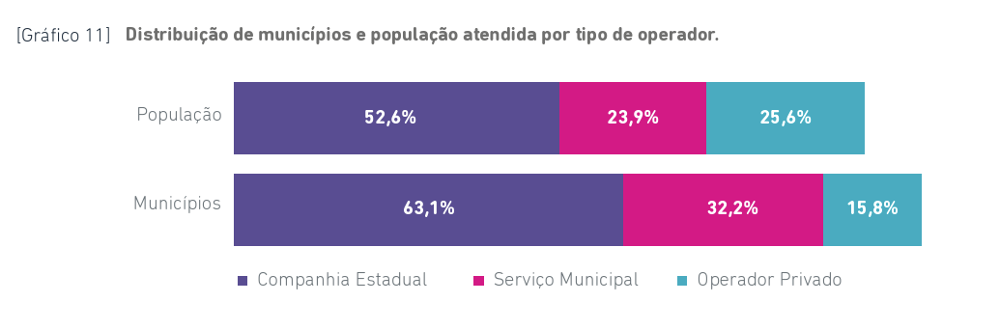 [Gráfico 11] Distribuição de municípios e população atendida por tipo de operador.
População 52,6% 23,9% 25,6%
Municípios 63,1% 32,2% 15,8%
Companhia Estadual Serviço Municipal Operador Privado